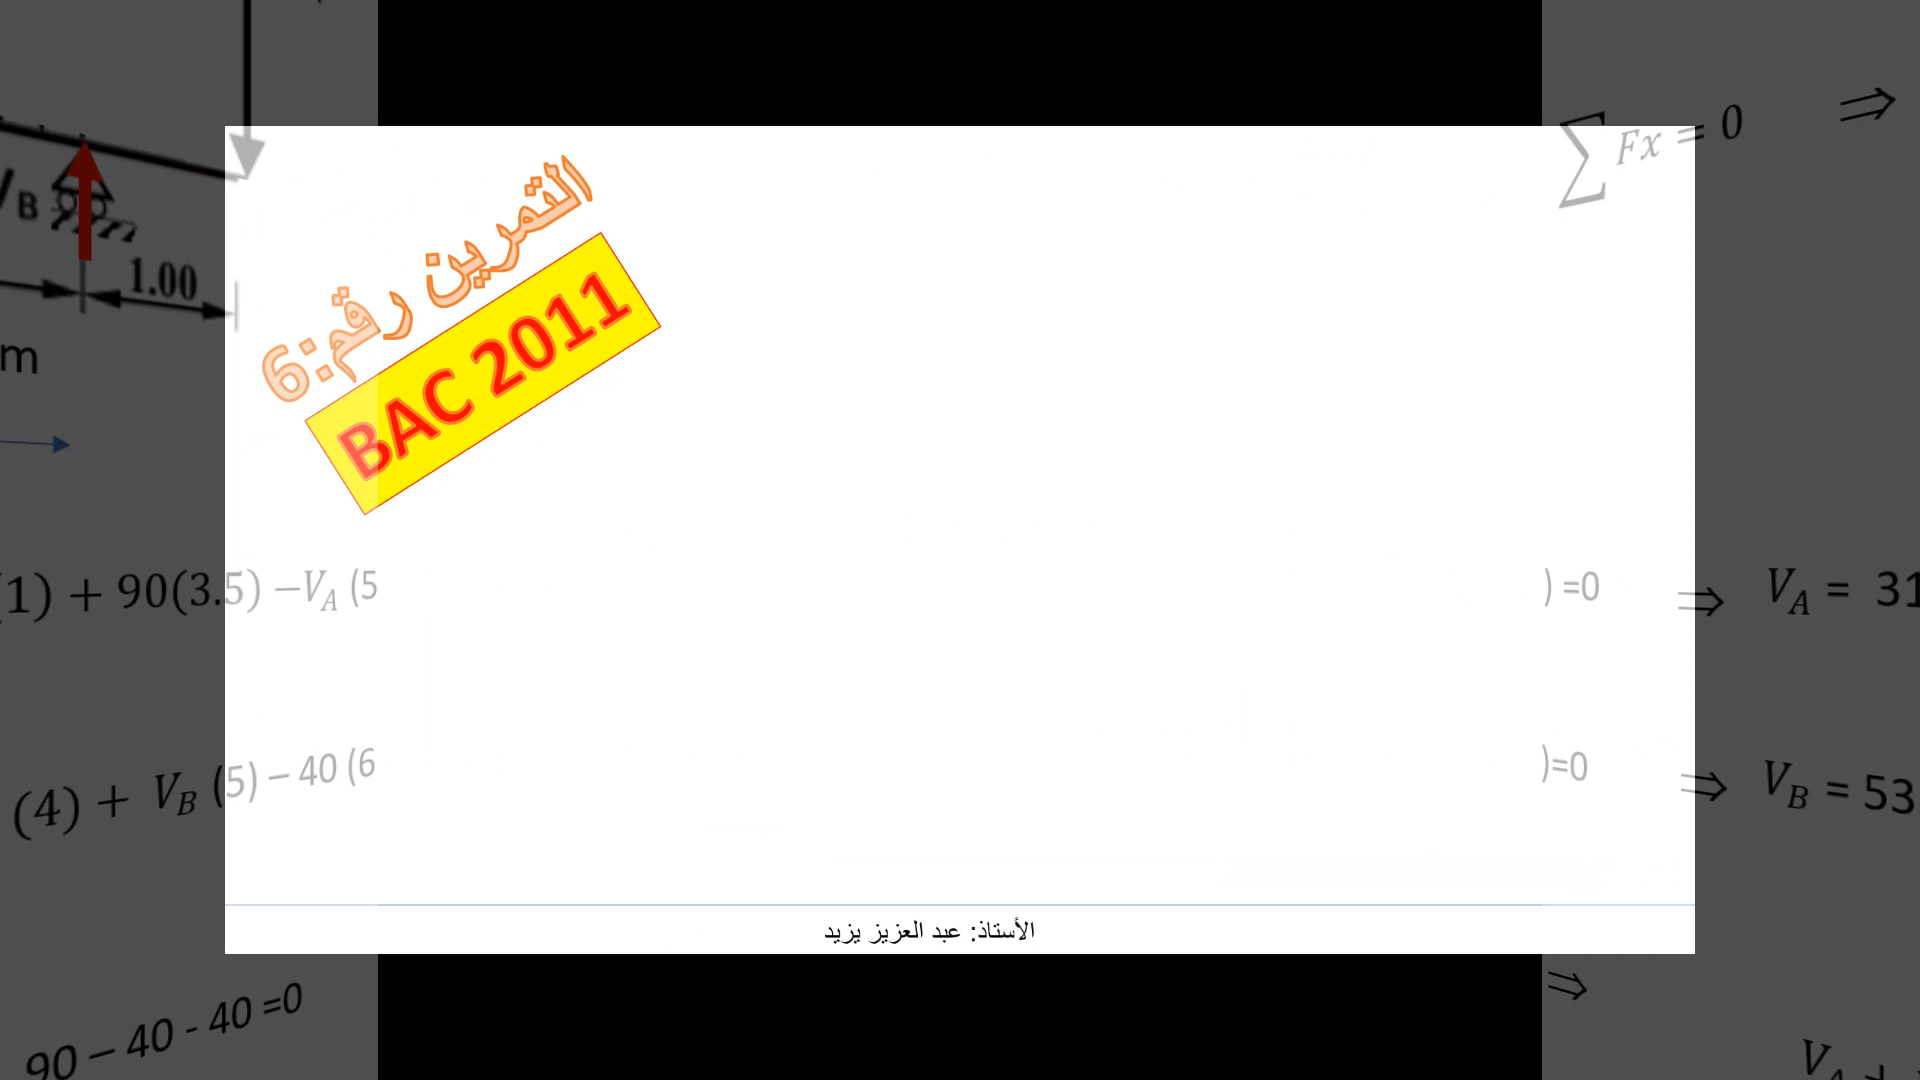 ∑ Fx = 0 ⇒
التمرين رقم:6
BAC 2011
V_B
1.00
m
(1) + 90(3.5) −V_A (5
) =0 ⇒ V_A = 31
(4) + V_B (5) − 40 (6
)=0 ⇒ V_B = 53
الأستاذ: عبد العزيز يزيد
90 − 40 - 40 =0
⇒